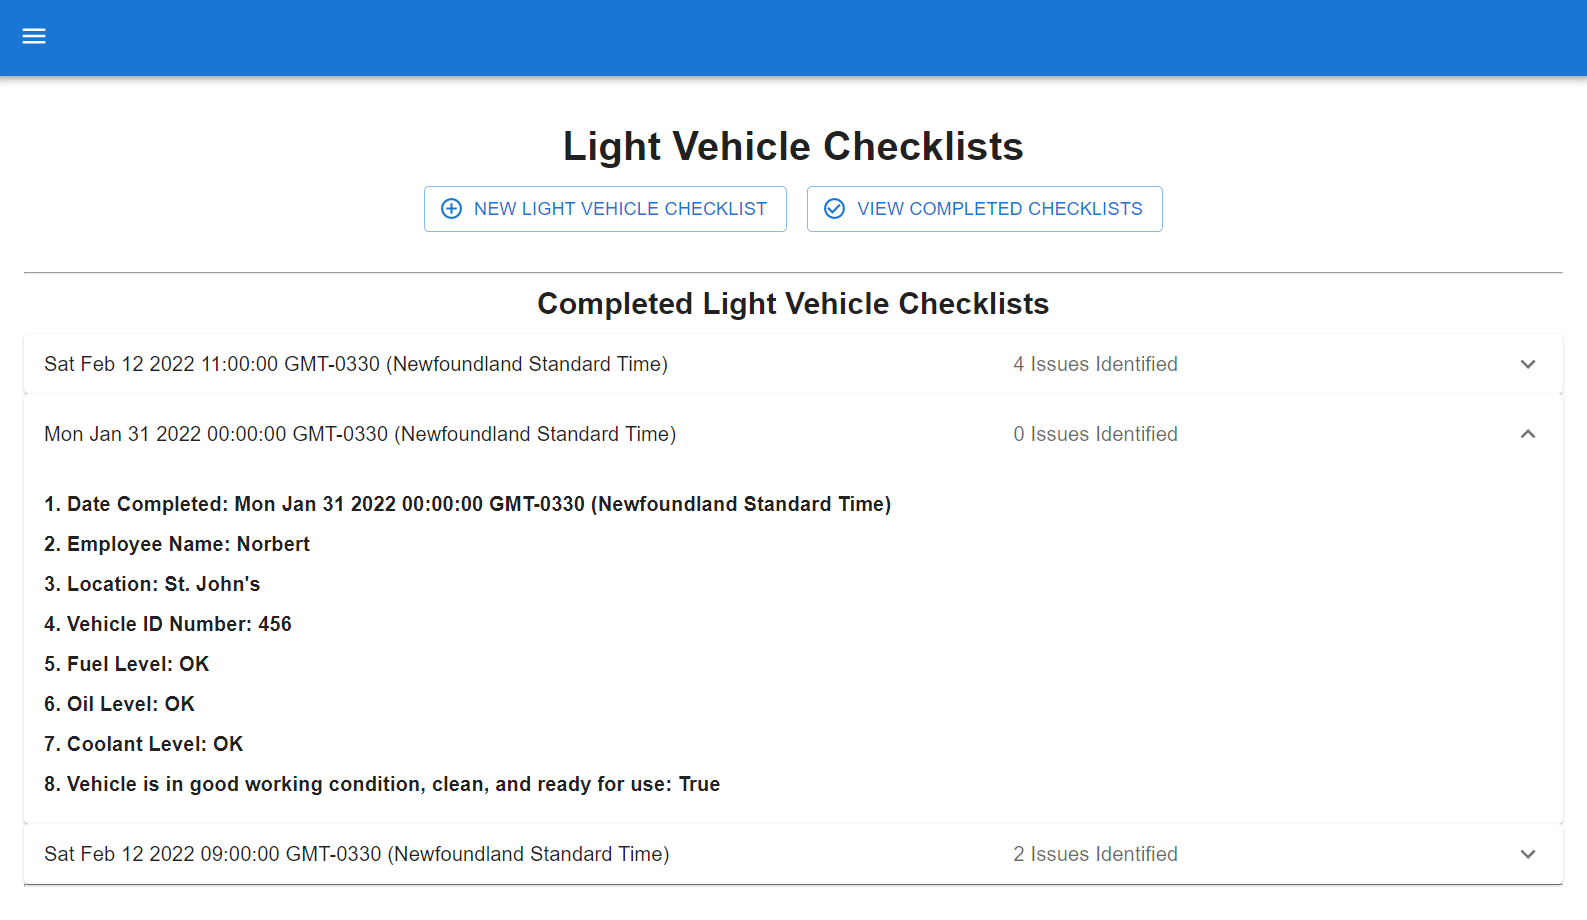 Light Vehicle Checklists
NEW LIGHT VEHICLE CHECKLIST VIEW COMPLETED CHECKLISTS
Completed Light Vehicle Checklists
Sat Feb 12 2022 11:00:00 GMT-0330 (Newfoundland Standard Time) 4 Issues Identified
Mon Jan 31 2022 00:00:00 GMT-0330 (Newfoundland Standard Time) 0 Issues Identified
1. Date Completed: Mon Jan 31 2022 00:00:00 GMT-0330 (Newfoundland Standard Time)
2. Employee Name: Norbert
3. Location: St. John's
4. Vehicle ID Number: 456
5. Fuel Level: OK
6. Oil Level: OK
7. Coolant Level: OK
8. Vehicle is in good working condition, clean, and ready for use: True
Sat Feb 12 2022 09:00:00 GMT-0330 (Newfoundland Standard Time) 2 Issues Identified